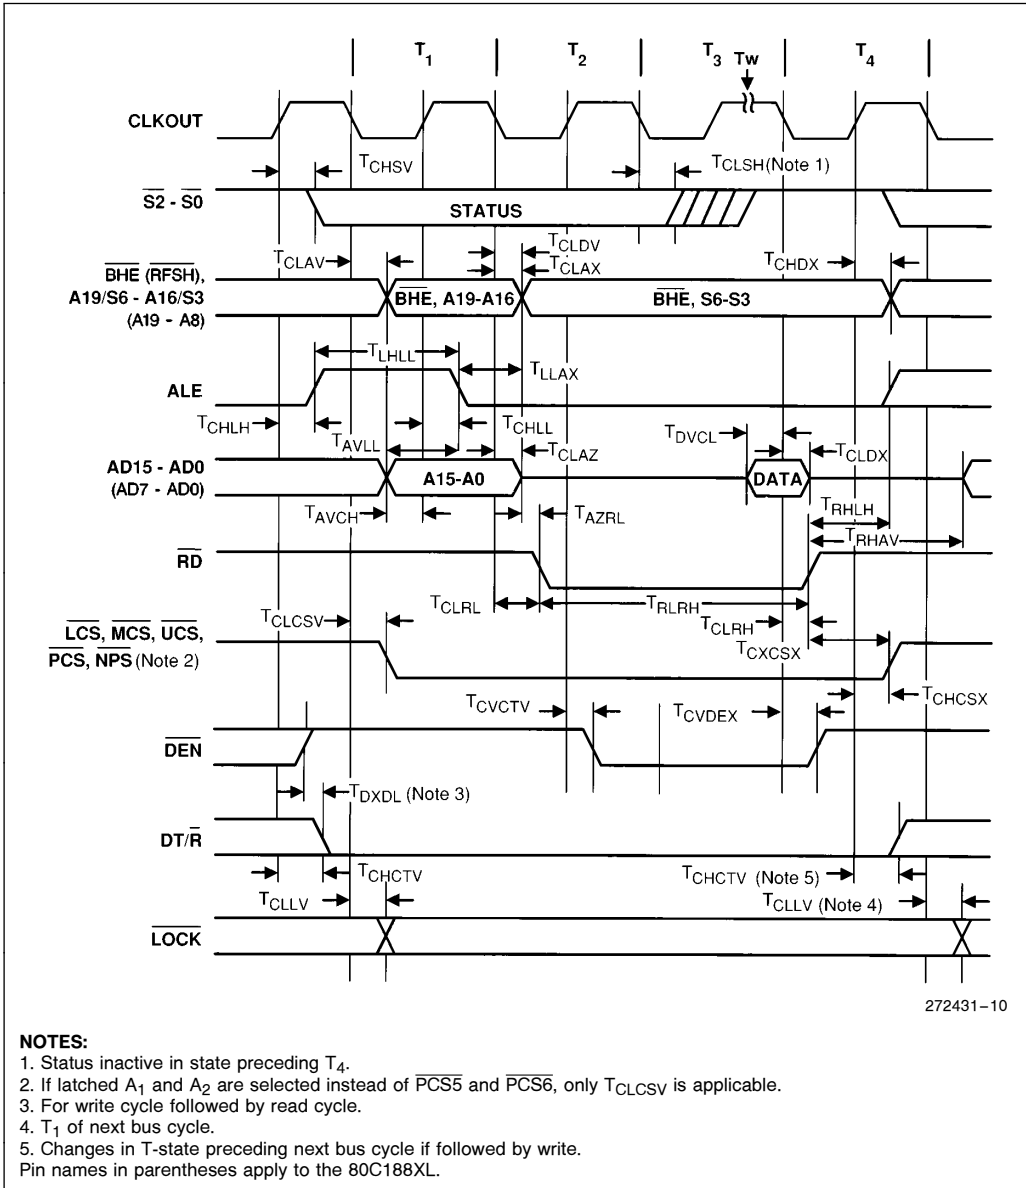 T1 T2 T3 TW T4
CLKOUT
TCHSV TCLSH (Note 1)
S2 - S0
STATUS
TCLDV
TCLAV TCLAX TCHDX
BHE (RFSH),
A19/S6 - A16/S3
(A19 - A8)
BHE, A19-A16 BHE, S6-S3
TLHLL
TLLAX
ALE
TCHLH TCHLL
TAVLL TCLAZ TDVCL TCLDX
AD15 - AD0
(AD7 - AD0)
A15-A0 DATA
TAVCH TAZRL TRHLH
TRHAV
RD
TCLRL TRLRH
TCLCSV TCLRH
LCS, MCS, UCS,
PCS, NPS (Note 2)
TCXCSX
TCHCSX
TCVCTV TCVDEX
DEN
TDXDL (Note 3)
DT/R
TCHCTV TCHCTV (Note 5)
TCLLV TCLLV (Note 4)
LOCK
272431-10
NOTES:
1. Status inactive in state preceding T4.
2. If latched A1 and A2 are selected instead of PCS5 and PCS6, only TCLCSV is applicable.
3. For write cycle followed by read cycle.
4. T1 of next bus cycle.
5. Changes in T-state preceding next bus cycle if followed by write.
Pin names in parentheses apply to the 80C188XL.